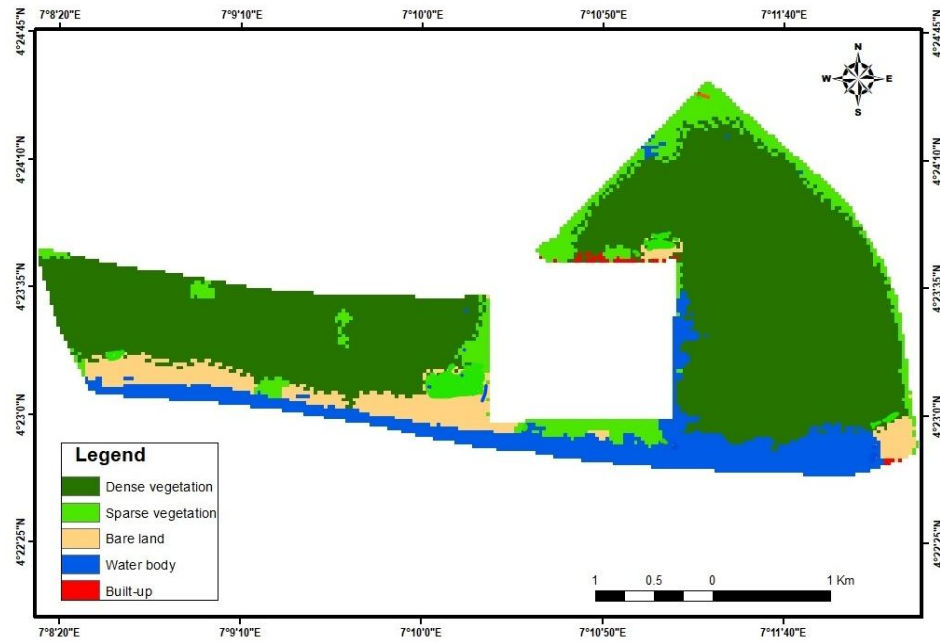 7°8'20"E 7°9'10"E 7°10'0"E 7°10'50"E 7°11'40"E
4°24'45"N 4°24'45"N
N
W E
S
4°24'10"N 4°24'10"N
4°23'35"N 4°23'35"N
4°23'0"N 4°23'0"N
Legend
Dense vegetation
Sparse vegetation
Bare land
Water body
Built-up
4°22'25"N 4°22'25"N
1 0.5 0 1 Km
7°8'20"E 7°9'10"E 7°10'0"E 7°10'50"E 7°11'40"E